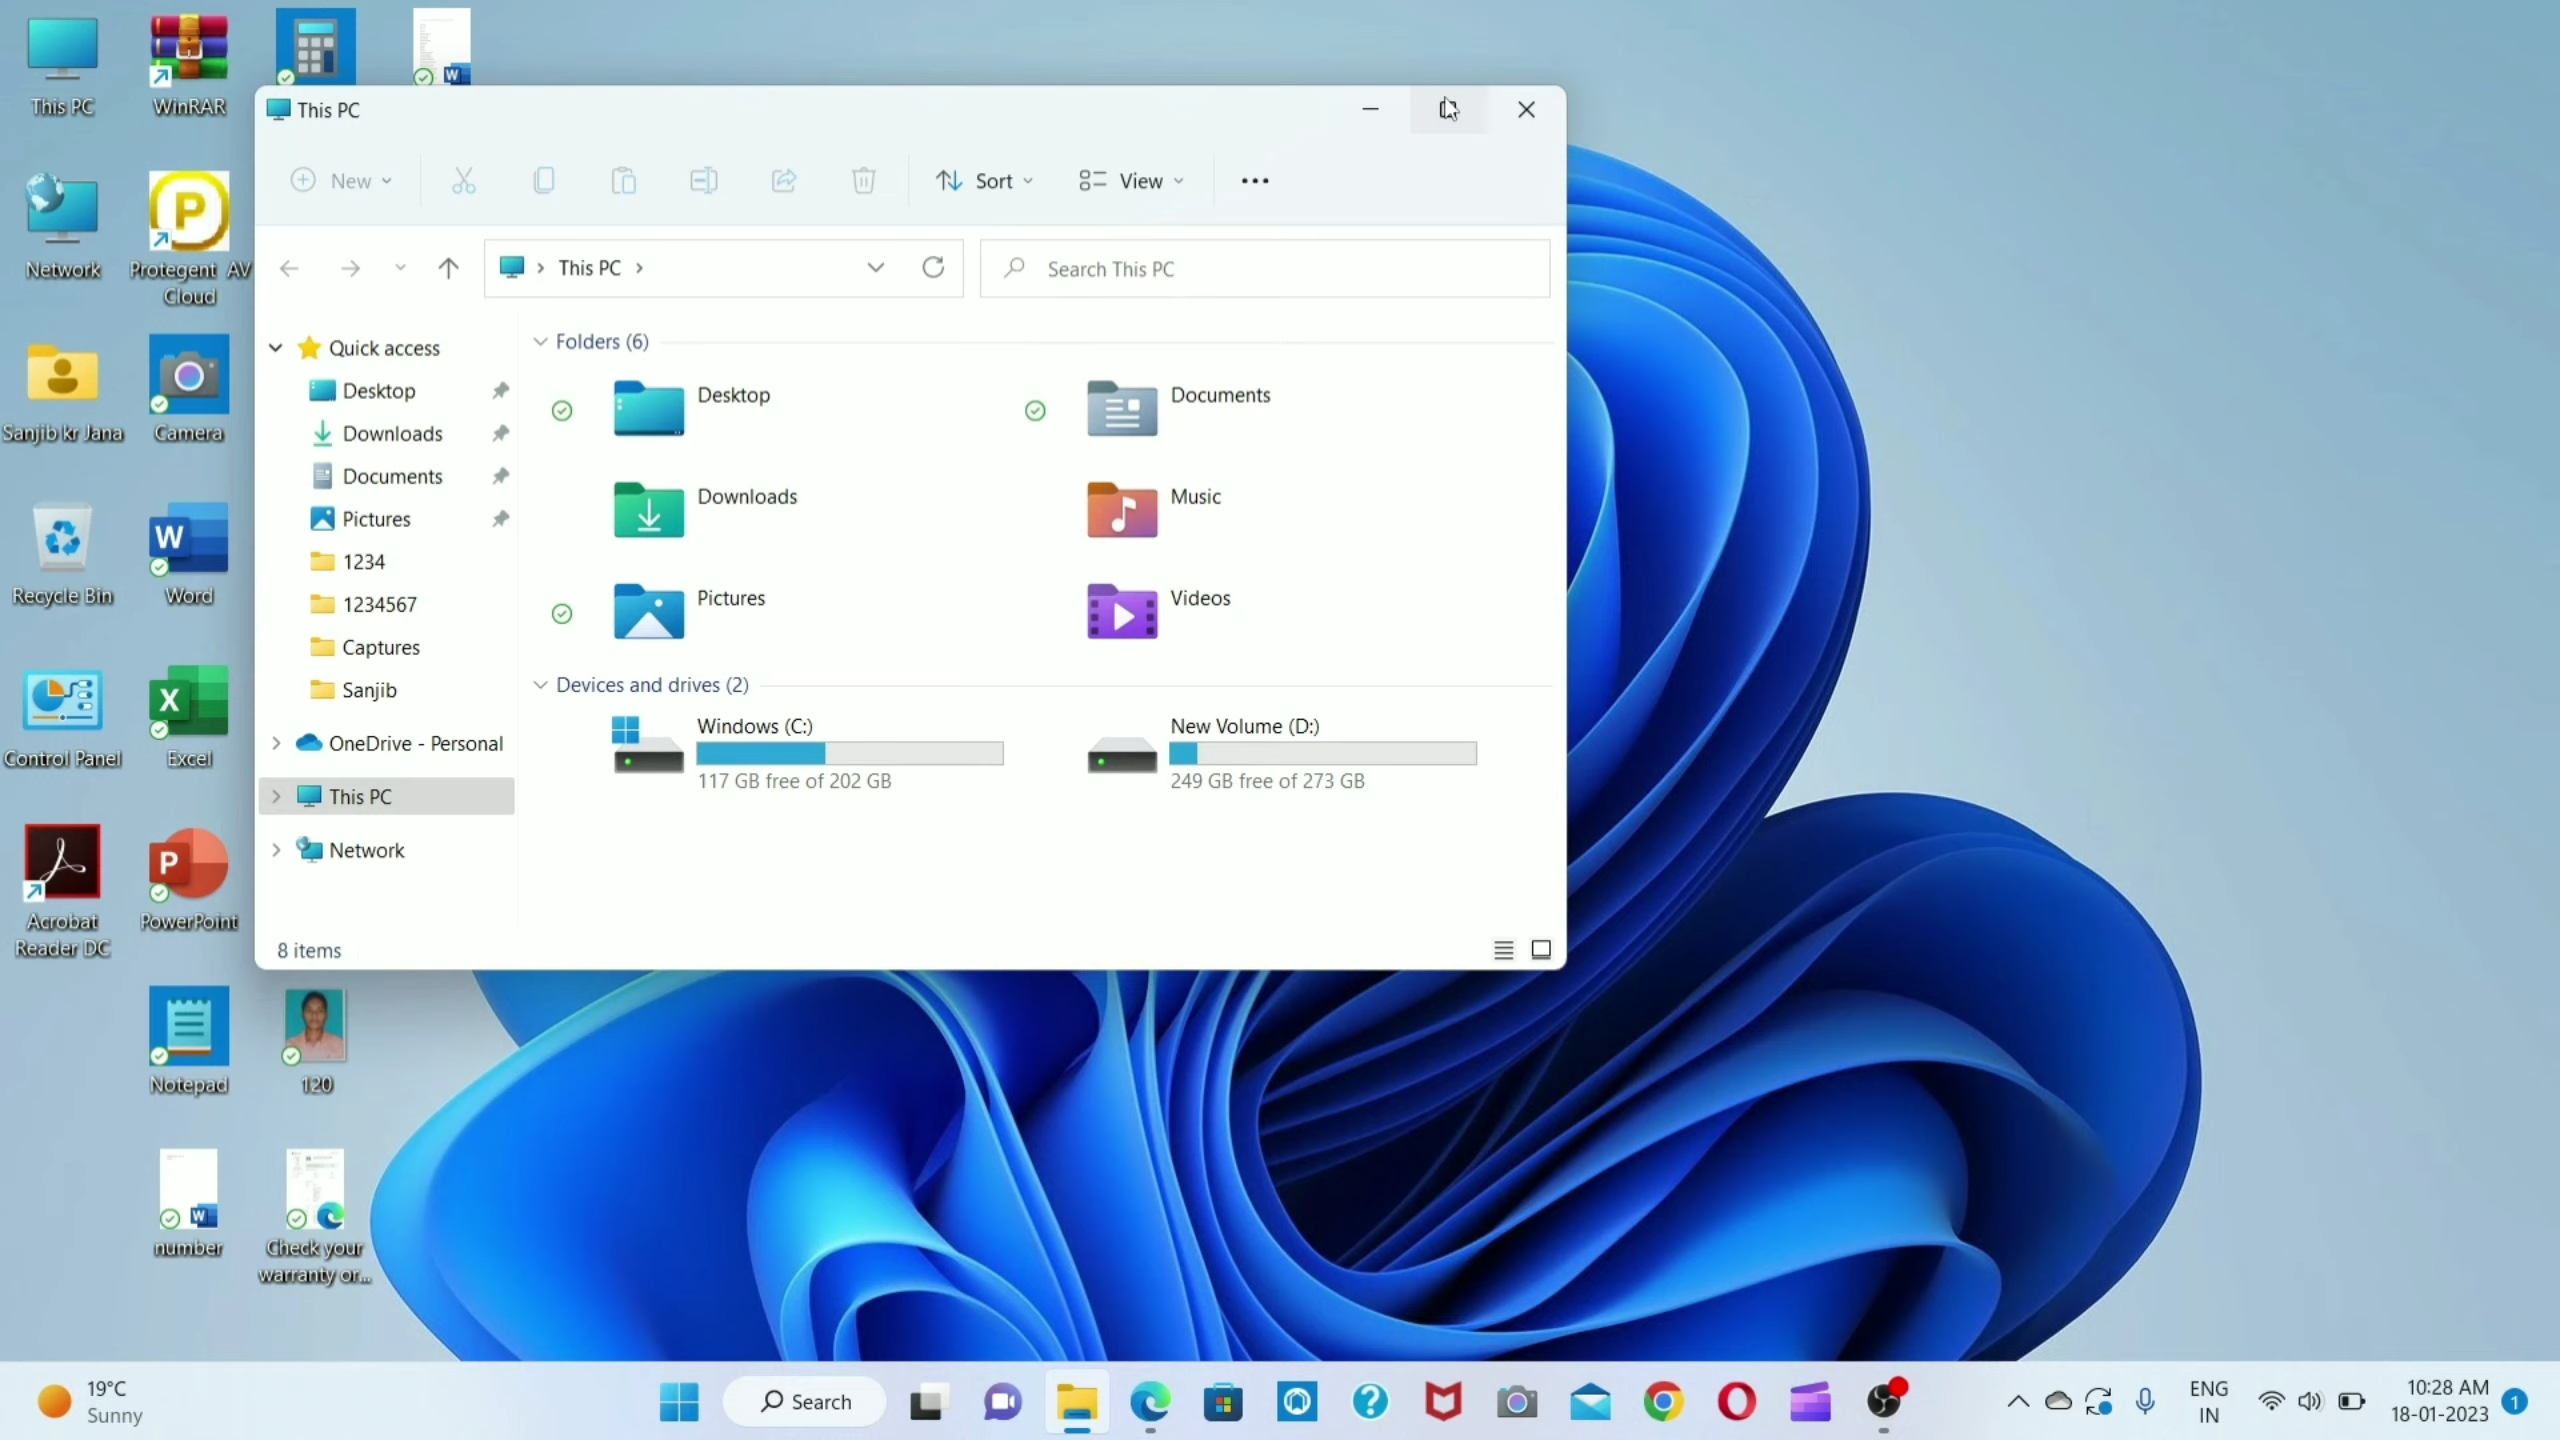 This PC
WinRAR
Network
Protegent AV
Cloud
Sanjib kr Jana
Camera
Recycle Bin
Word
Control Panel
Excel
Acrobat
Reader DC
PowerPoint
Notepad
120
number
Check your
warranty or...
This PC
New
Sort
View
This PC
Search This PC
Quick access
Desktop
Downloads
Documents
Pictures
1234
1234567
Captures
Sanjib
OneDrive - Personal
This PC
Network
Folders (6)
Desktop
Documents
Downloads
Music
Pictures
Videos
Devices and drives (2)
Windows (C:)
117 GB free of 202 GB
New Volume (D:)
249 GB free of 273 GB
8 items
19°C
Sunny
Search
ENG
IN
10:28 AM
18-01-2023
1